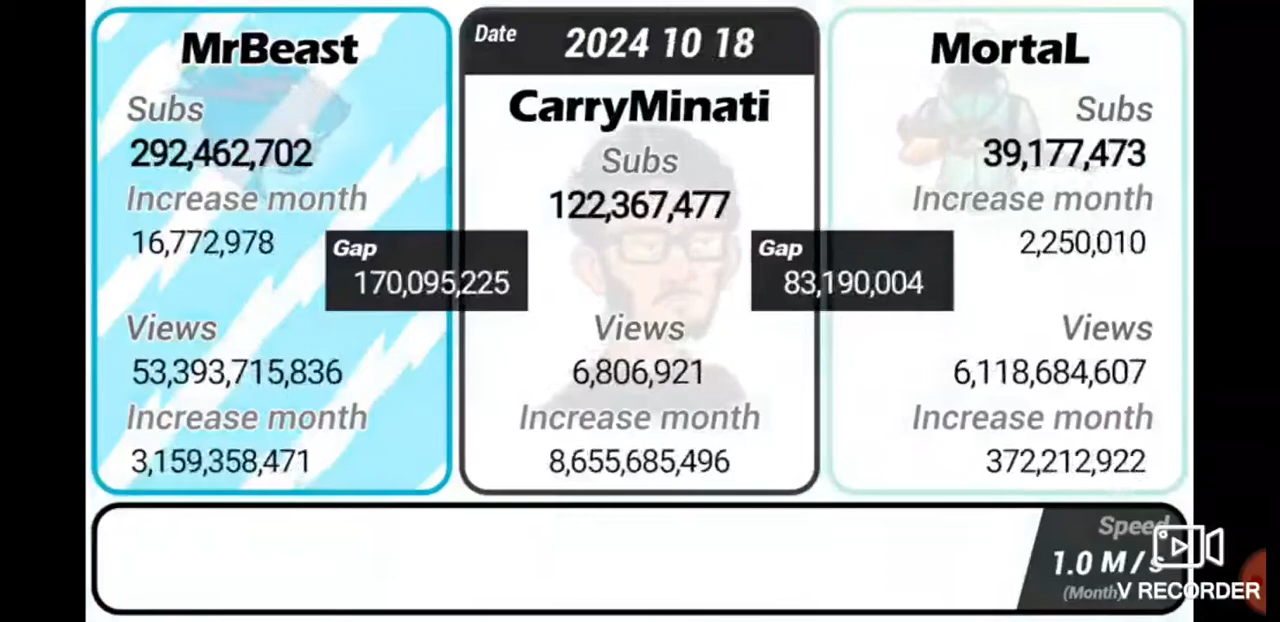 MrBeast
Subs
292,462,702
Increase month
16,772,978
Views
53,393,715,836
Increase month
3,159,358,471
Gap
170,095,225
Date
2024 10 18
CarryMinati
Subs
122,367,477
Views
6,806,921
Increase month
8,655,685,496
Gap
83,190,004
MortaL
Subs
39,177,473
Increase month
2,250,010
Views
6,118,684,607
Increase month
372,212,922
Speed
1.0 M/s
(Month)
V RECORDER